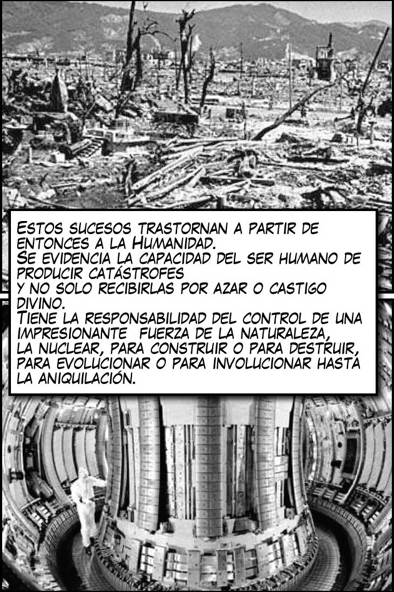 ESTOS SUCESOS TRASTORNAN A PARTIR DE
ENTONCES A LA HUMANIDAD.
SE EVIDENCIA LA CAPACIDAD DEL SER HUMANO DE
PRODUCIR CATÁSTROFES
Y NO SOLO RECIBIRLAS POR AZAR O CASTIGO
DIVINO.
TIENE LA RESPONSABILIDAD DEL CONTROL DE UNA
IMPRESIONANTE FUERZA DE LA NATURALEZA,
LA NUCLEAR, PARA CONSTRUIR O PARA DESTRUIR,
PARA EVOLUCIONAR O PARA INVOLUCIONAR HASTA
LA ANIQUILACIÓN.